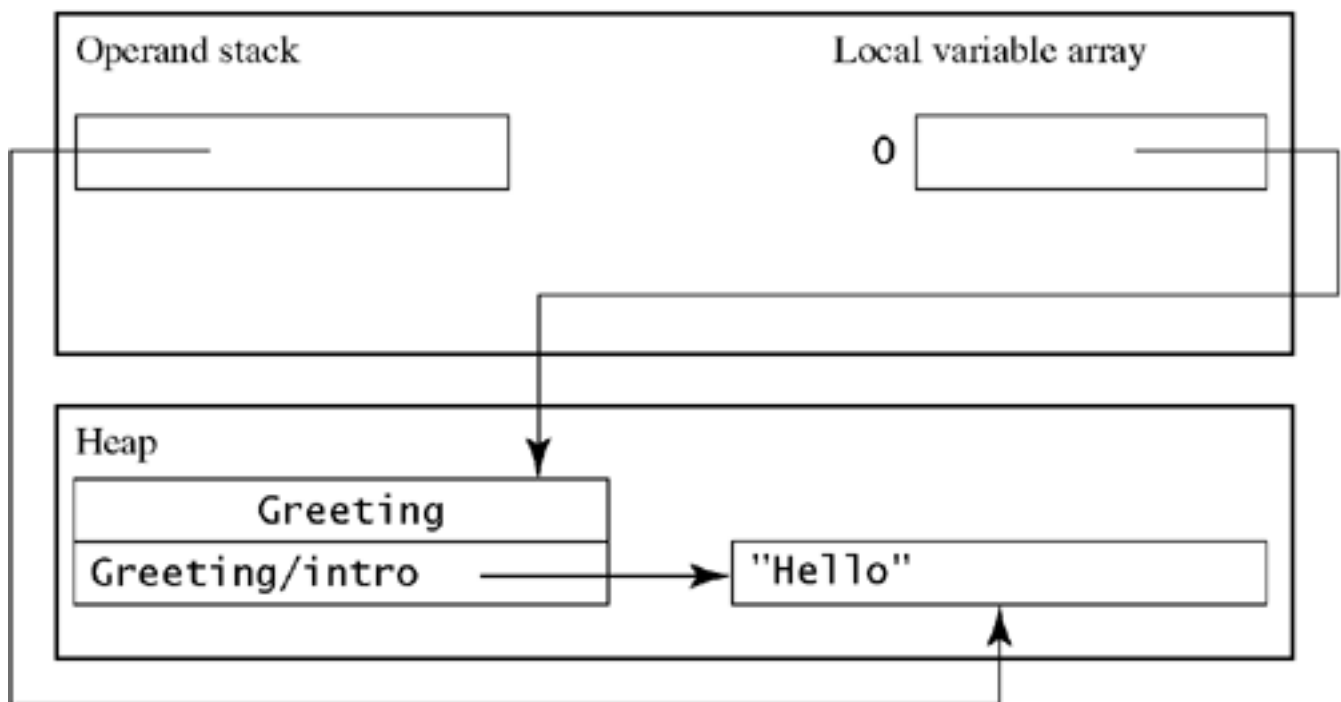 Operand stack
Local variable array
0
Heap
Greeting
Greeting/intro
"Hello"